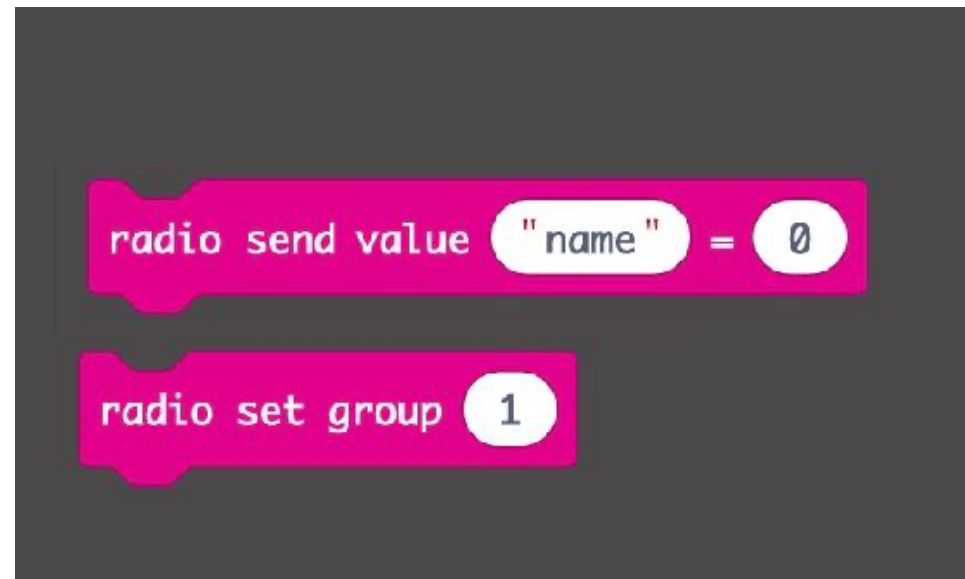 radio send value "name" = 0
radio set group 1